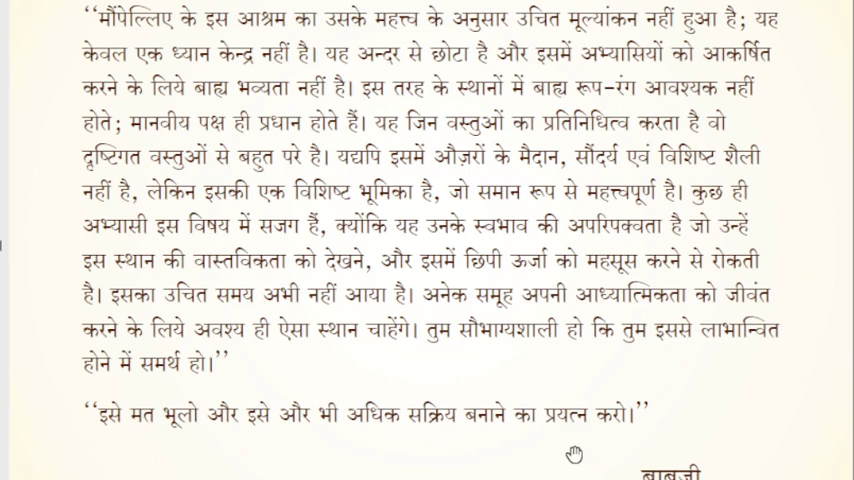 “मौंपेल्लिए के इस आश्रम का उसके महत्त्व के अनुसार उचित मूल्यांकन नहीं हुआ है; यह
केवल एक ध्यान केन्द्र नहीं है। यह अन्दर से छोटा है और इसमें अभ्यासियों को आकर्षित
करने के लिये बाह्य भव्यता नहीं है। इस तरह के स्थानों में बाह्य रूप-रंग आवश्यक नहीं
होते; मानवीय पक्ष ही प्रधान होते हैं। यह जिन वस्तुओं का प्रतिनिधित्व करता है वो
दृष्टिगत वस्तुओं से बहुत परे है। यद्यपि इसमें औज़रों के मैदान, सौंदर्य एवं विशिष्ट शैली
नहीं है, लेकिन इसकी एक विशिष्ट भूमिका है, जो समान रूप से महत्त्वपूर्ण है। कुछ ही
अभ्यासी इस विषय में सजग हैं, क्योंकि यह उनके स्वभाव की अपरिपक्वता है जो उन्हें
इस स्थान की वास्तविकता को देखने, और इसमें छिपी ऊर्जा को महसूस करने से रोकती
है। इसका उचित समय अभी नहीं आया है। अनेक समूह अपनी आध्यात्मिकता को जीवंत
करने के लिये अवश्य ही ऐसा स्थान चाहेंगे। तुम सौभाग्यशाली हो कि तुम इससे लाभान्वित
होने में समर्थ हो।”
“इसे मत भूलो और इसे और भी अधिक सक्रिय बनाने का प्रयत्न करो।”
बाबूजी